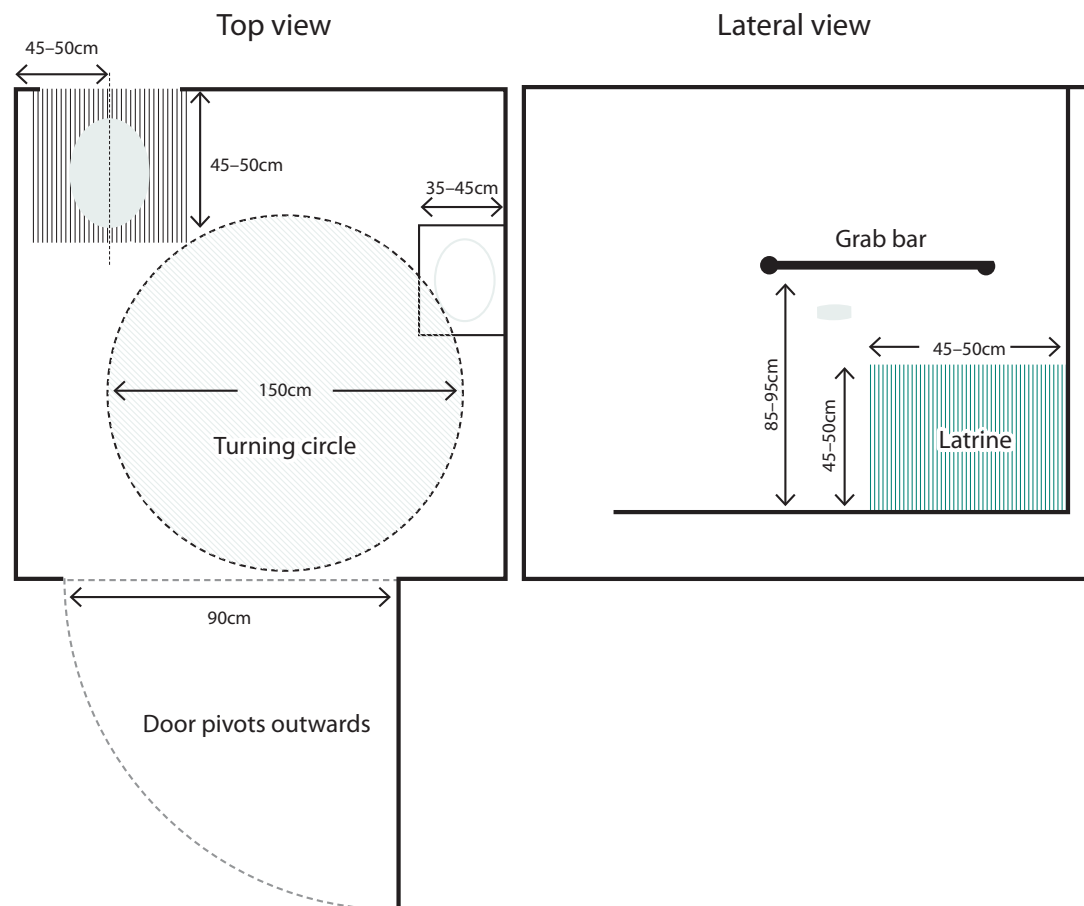 Top view
Lateral view
45–50cm
45–50cm
35–45cm
150cm
Turning circle
90cm
Door pivots outwards
Grab bar
85–95cm
45–50cm
45–50cm
Latrine